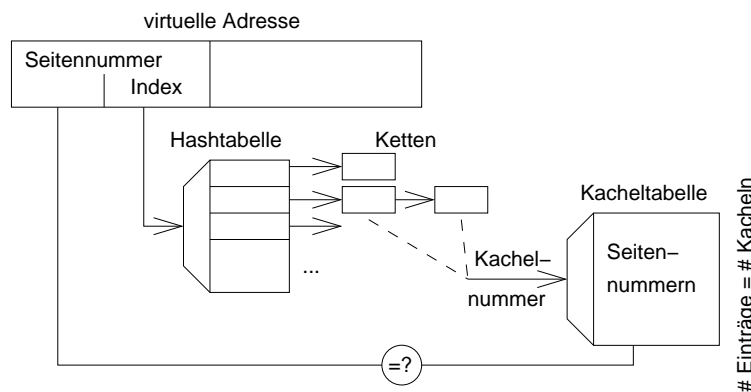 virtuelle Adresse
Seitennummer
Index
Hashtabelle
Ketten
Kacheltabelle
Kachel–
nummer
Seiten–
nummern
...
=?
# Einträge = # Kacheln